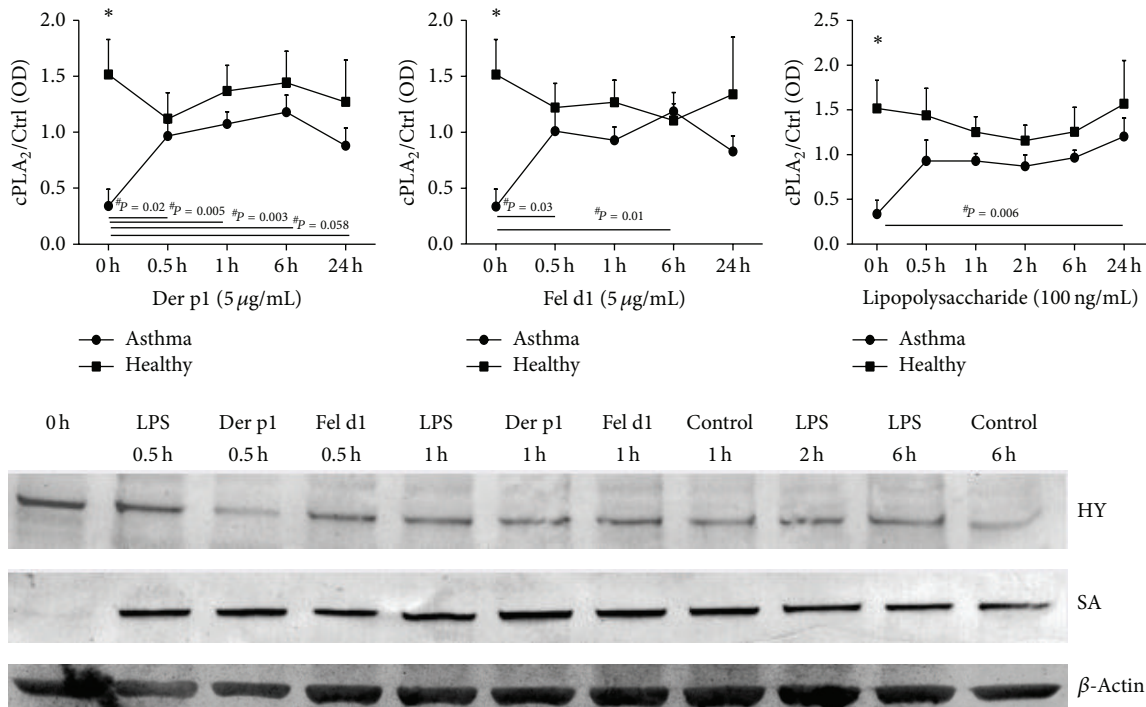 2.0
1.5
1.0
0.5
0.0
cPLA₂/Ctrl (OD)
*
#P = 0.02
#P = 0.005
#P = 0.003
#P = 0.058
0 h 0.5 h 1 h 6 h 24 h
Der p1 (5 μg/mL)
Asthma
Healthy
2.0
1.5
1.0
0.5
0.0
cPLA₂/Ctrl (OD)
*
#P = 0.03
#P = 0.01
0 h 0.5 h 1 h 6 h 24 h
Fel d1 (5 μg/mL)
Asthma
Healthy
2.5
2.0
1.5
1.0
0.5
0.0
cPLA₂/Ctrl (OD)
*
#P = 0.006
0 h 0.5 h 1 h 2 h 6 h 24 h
Lipopolysaccharide (100 ng/mL)
Asthma
Healthy
0 h LPS Der p1 Fel d1 LPS Der p1 Fel d1 Control LPS LPS Control
0.5 h 0.5 h 0.5 h 1 h 1 h 1 h 1 h 2 h 6 h 6 h
HY
SA
β-Actin